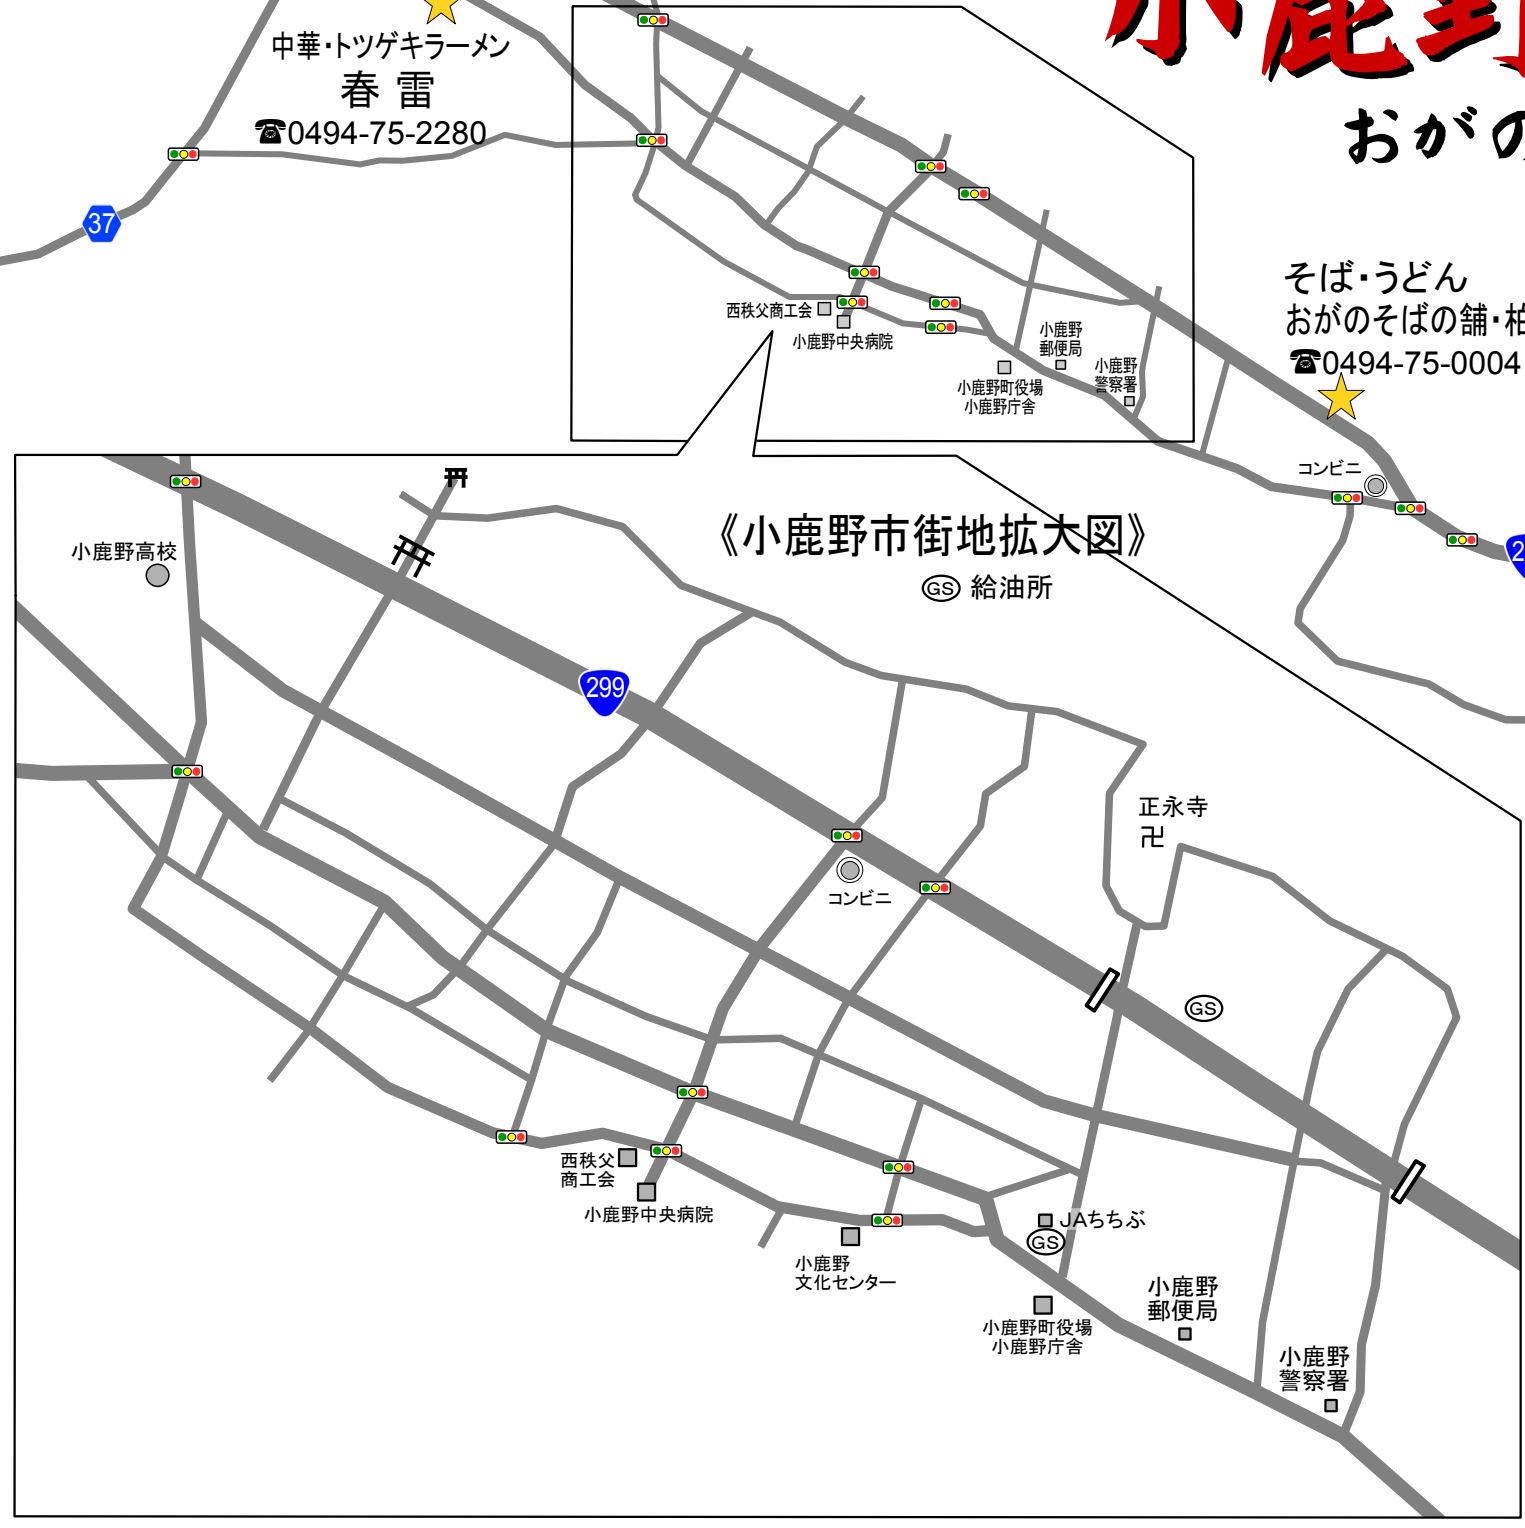 小鹿野
おがの
中華・トツゲキラーメン
春雷
☎0494-75-2280
37
そば・うどん
おがのそばの舗・柏
☎0494-75-0004
西秩父商工会
小鹿野中央病院
小鹿野
郵便局
小鹿野
警察署
小鹿野町役場
小鹿野庁舎
コンビニ
2
《小鹿野市街地拡大図》
GS 給油所
小鹿野高校
299
正永寺
卍
コンビニ
GS
西秩父
商工会
小鹿野中央病院
小鹿野
文化センター
JAちちぶ
GS
小鹿野町役場
小鹿野庁舎
小鹿野
郵便局
小鹿野
警察署